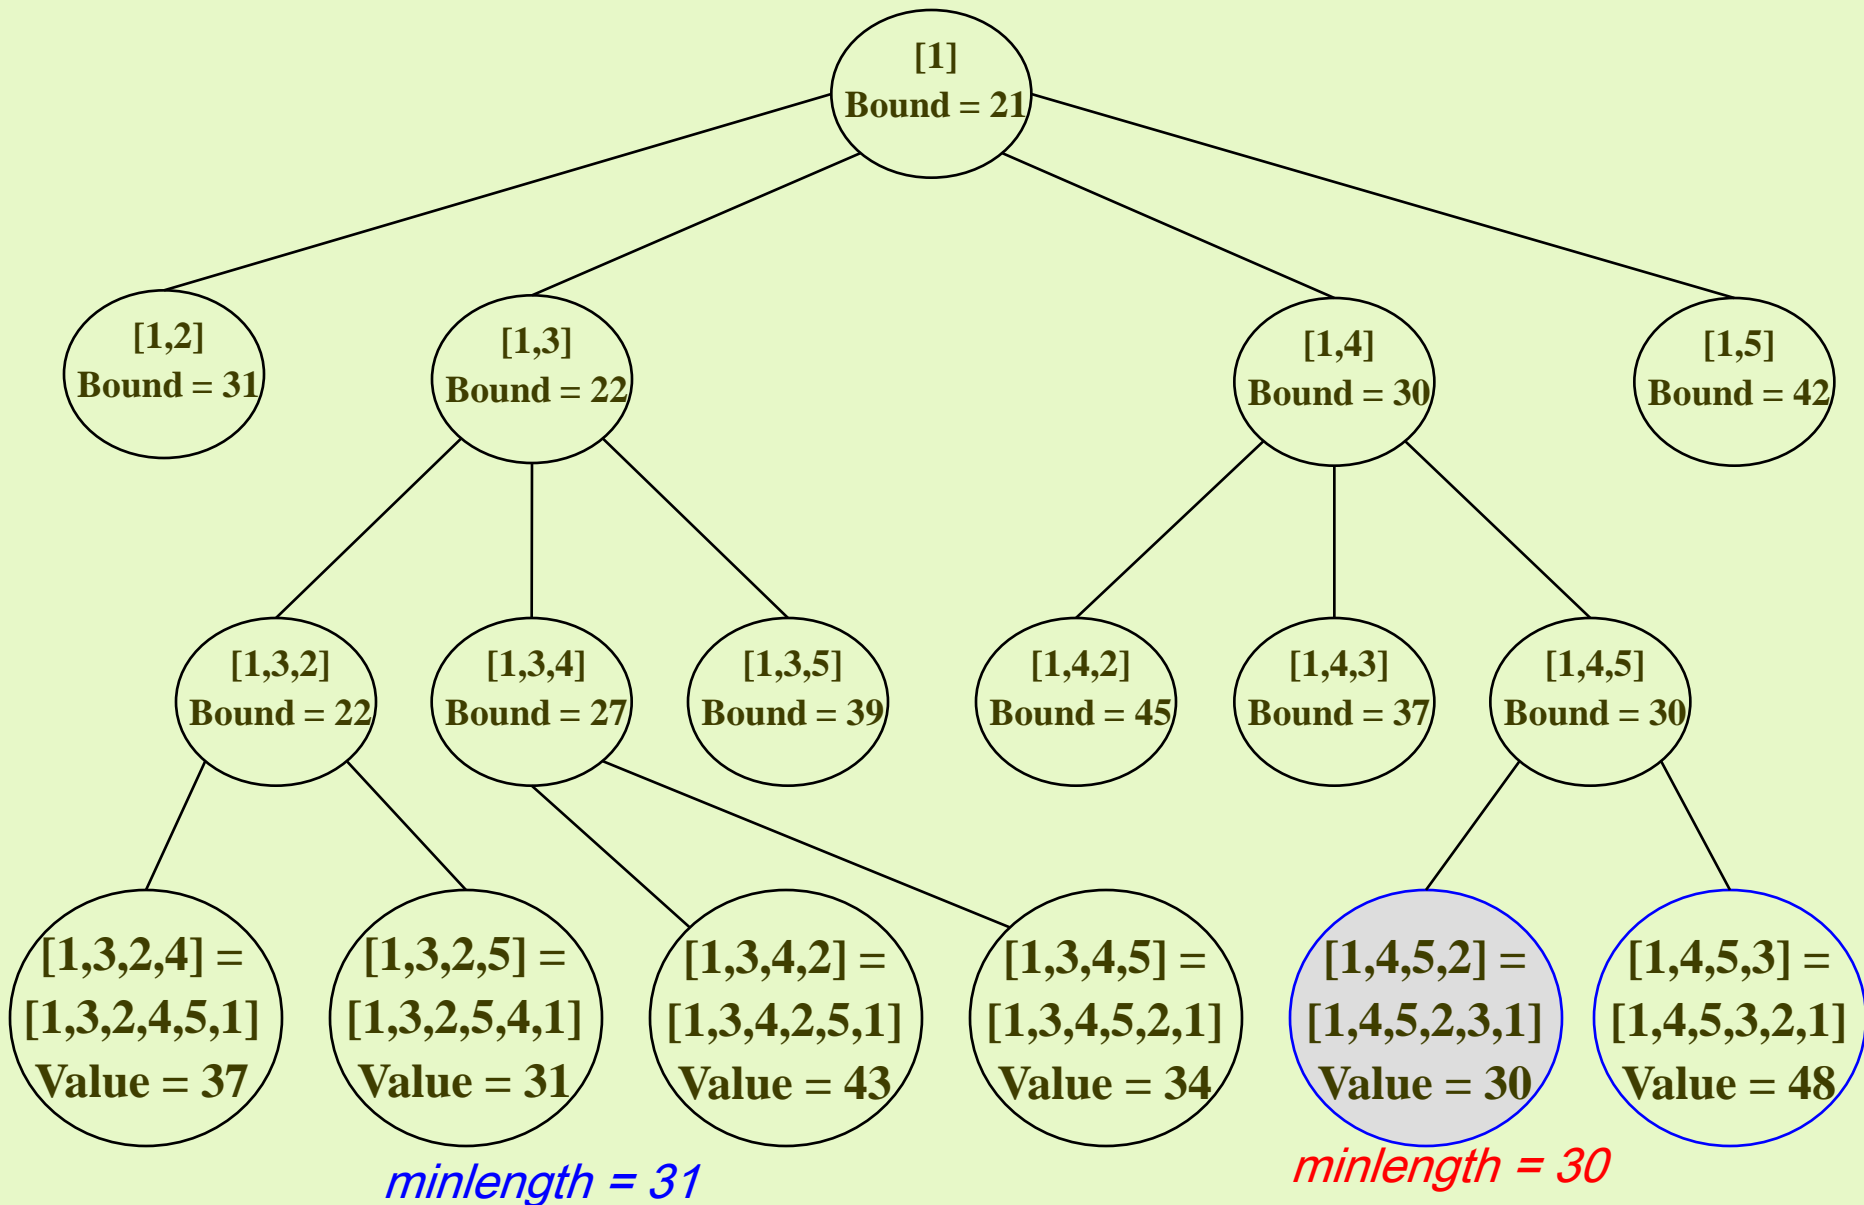 [1]
Bound = 21
[1,2]
Bound = 31
[1,3]
Bound = 22
[1,4]
Bound = 30
[1,5]
Bound = 42
[1,3,2]
Bound = 22
[1,3,4]
Bound = 27
[1,3,5]
Bound = 39
[1,4,2]
Bound = 45
[1,4,3]
Bound = 37
[1,4,5]
Bound = 30
[1,3,2,4] =
[1,3,2,4,5,1]
Value = 37
[1,3,2,5] =
[1,3,2,5,4,1]
Value = 31
[1,3,4,2] =
[1,3,4,2,5,1]
Value = 43
[1,3,4,5] =
[1,3,4,5,2,1]
Value = 34
[1,4,5,2] =
[1,4,5,2,3,1]
Value = 30
[1,4,5,3] =
[1,4,5,3,2,1]
Value = 48
minlength = 31
minlength = 30